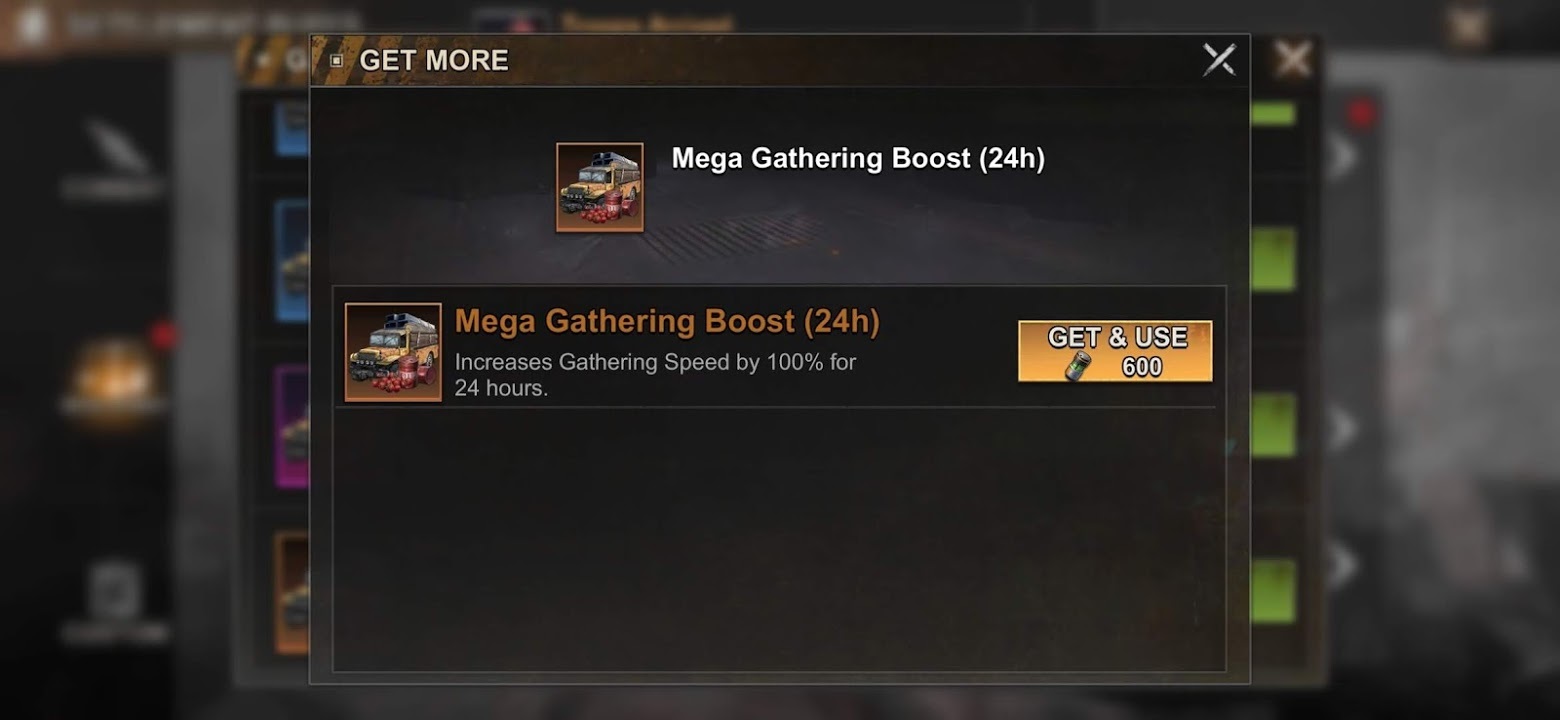 GET MORE
Mega Gathering Boost (24h)
Mega Gathering Boost (24h)
Increases Gathering Speed by 100% for
24 hours.
GET & USE
600